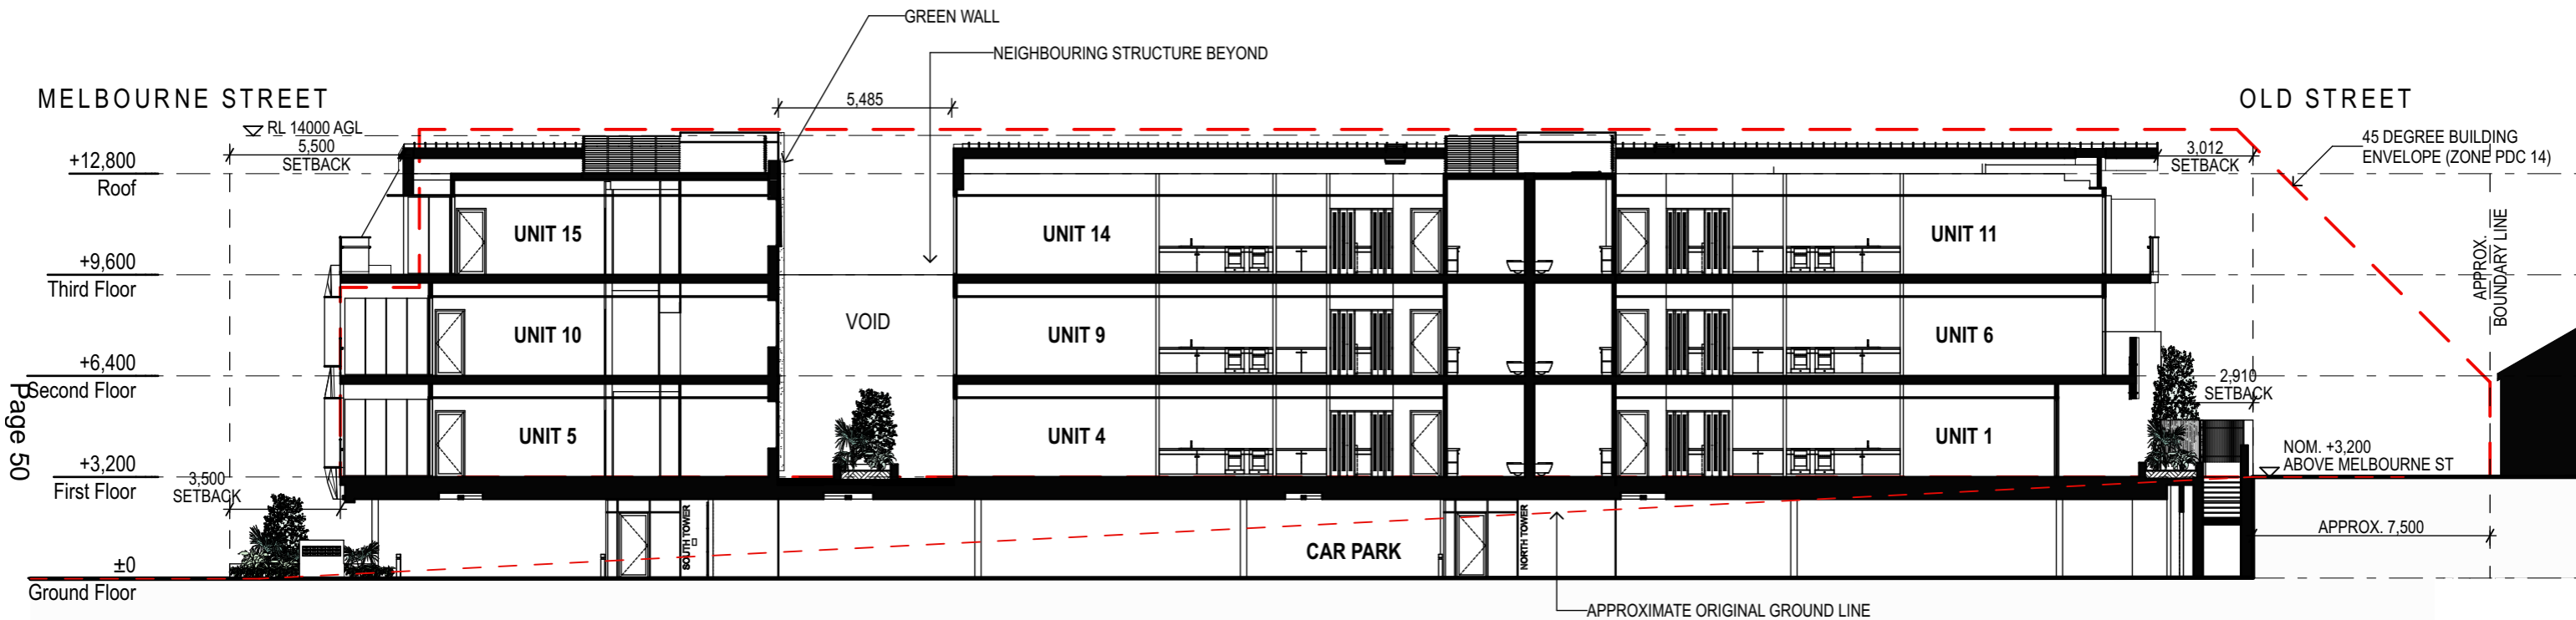 GREEN WALL
NEIGHBOURING STRUCTURE BEYOND
MELBOURNE STREET
OLD STREET
5,485
RL 14000 AGL
5,500
SETBACK
3,012
SETBACK
45 DEGREE BUILDING
ENVELOPE (ZONE PDC 14)
+12,800
Roof
UNIT 15
UNIT 14
UNIT 11
APPROX.
BOUNDARY LINE
+9,600
Third Floor
UNIT 10
VOID
UNIT 9
UNIT 6
+6,400
Second Floor
2,910
SETBACK
UNIT 5
UNIT 4
UNIT 1
+3,200
First Floor
3,500
SETBACK
NOM. +3,200
ABOVE MELBOURNE ST
SOUTH TOWER
NORTH TOWER
CAR PARK
APPROX. 7,500
±0
Ground Floor
APPROXIMATE ORIGINAL GROUND LINE
Page 50